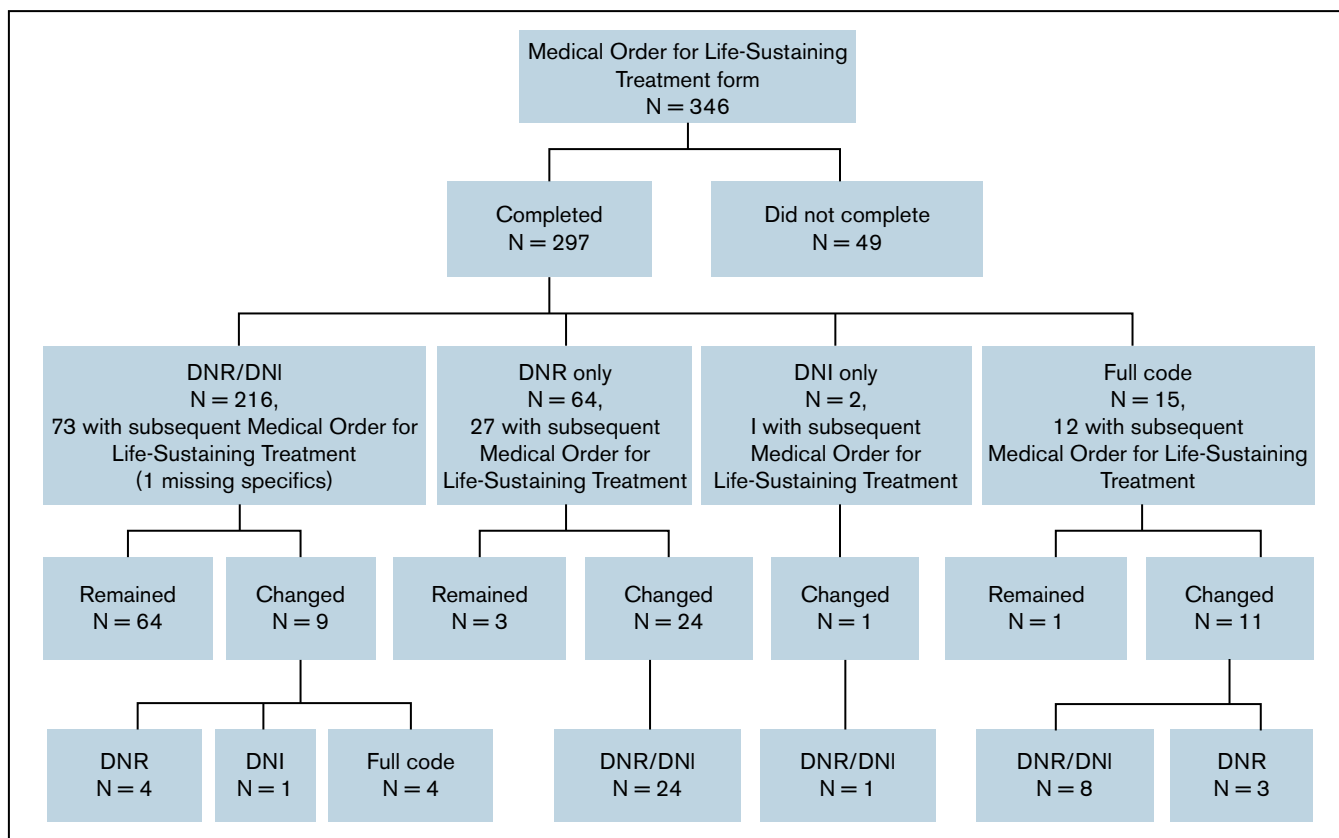 Medical Order for Life-Sustaining
Treatment form
N = 346
Completed
N = 297
Did not complete
N = 49
DNR/DNI
N = 216,
73 with subsequent Medical Order for
Life-Sustaining Treatment
(1 missing specifics)
DNR only
N = 64,
27 with subsequent
Medical Order for
Life-Sustaining Treatment
DNI only
N = 2,
I with subsequent
Medical Order for
Life-Sustaining Treatment
Full code
N = 15,
12 with subsequent
Medical Order for Life-Sustaining
Treatment
Remained
N = 64
Changed
N = 9
Remained
N = 3
Changed
N = 24
Changed
N = 1
Remained
N = 1
Changed
N = 11
DNR
N = 4
DNI
N = 1
Full code
N = 4
DNR/DNI
N = 24
DNR/DNI
N = 1
DNR/DNI
N = 8
DNR
N = 3